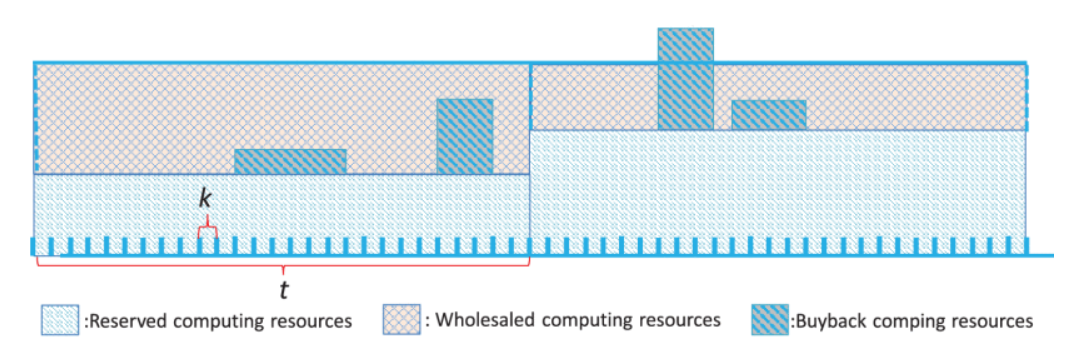 k
t
:Reserved computing resources : Wholesaled computing resources :Buyback comping resources